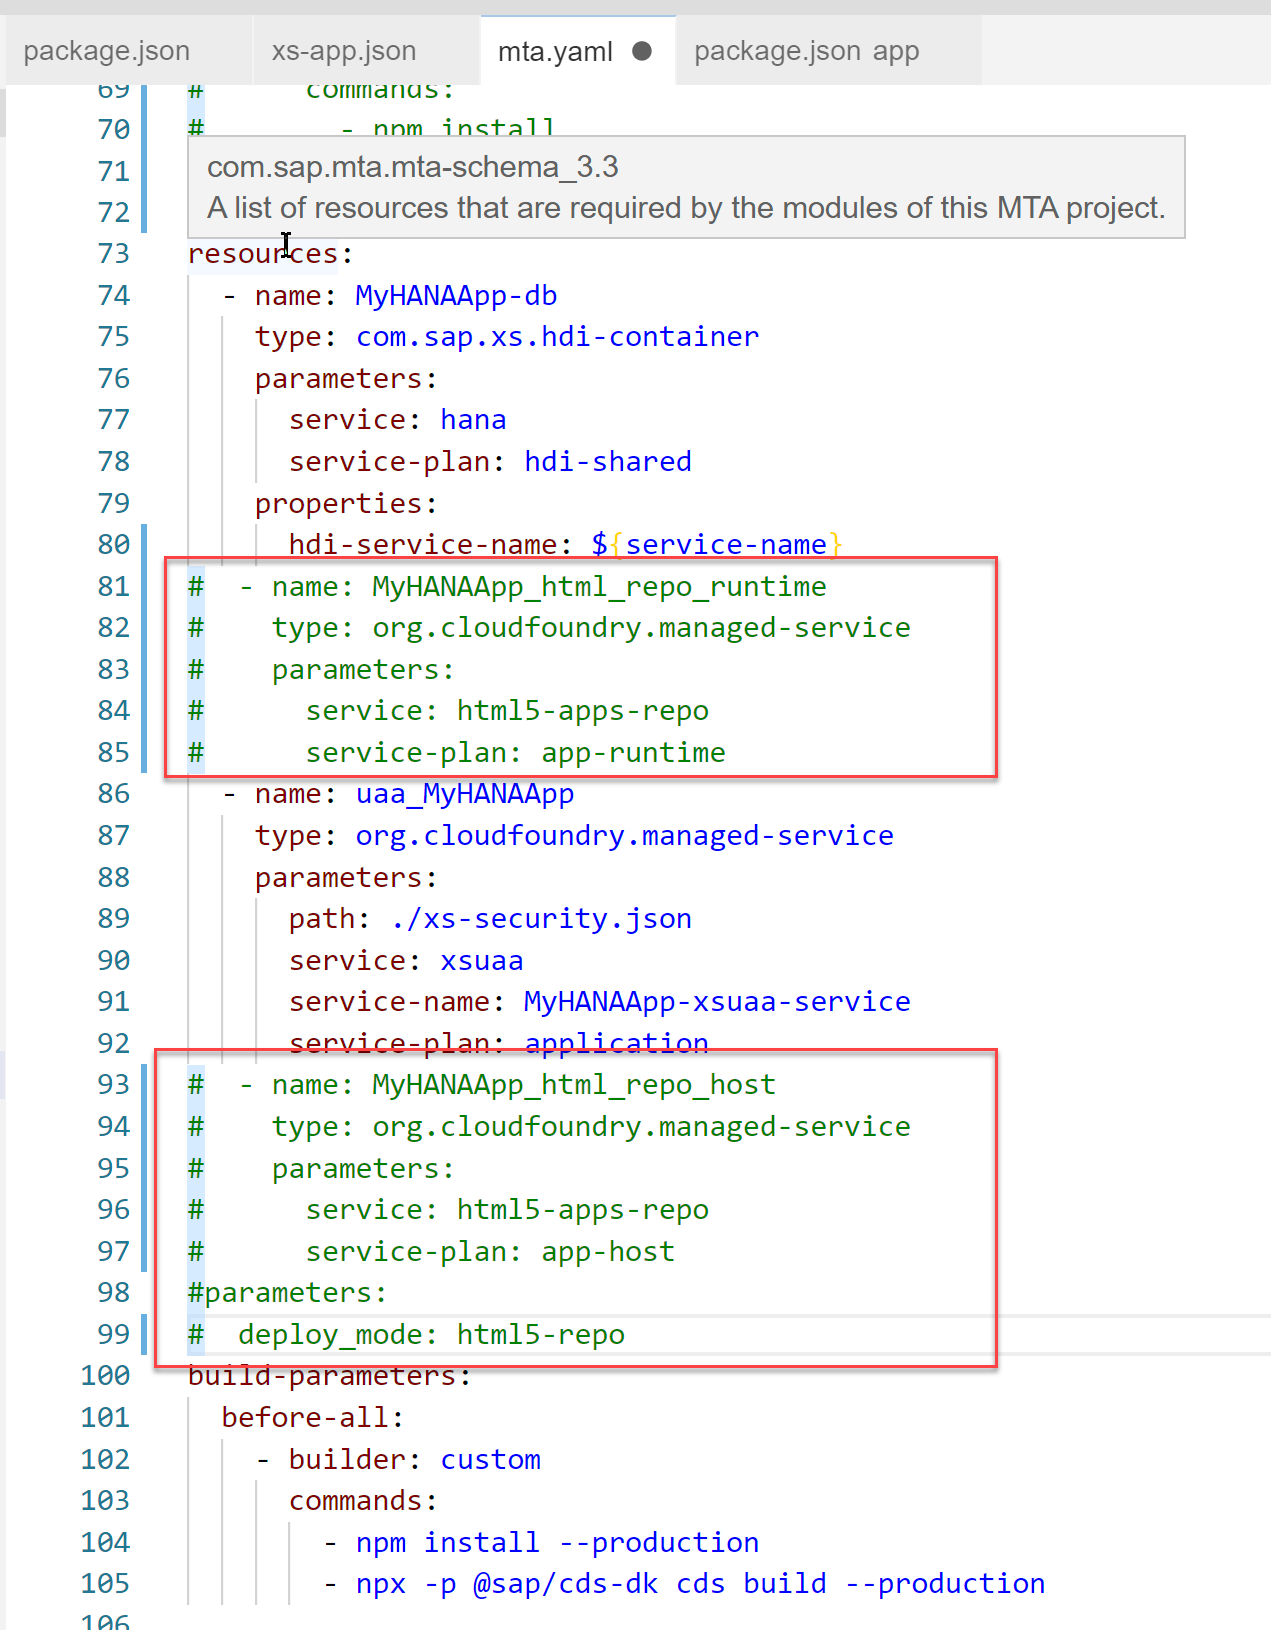 package.json xs-app.json mta.yaml package.json app
69 # commands:
70 # - npm install
71
72
com.sap.mta.mta-schema_3.3
A list of resources that are required by the modules of this MTA project.
73 resources:
74 - name: MyHANAApp-db
75 type: com.sap.xs.hdi-container
76 parameters:
77 service: hana
78 service-plan: hdi-shared
79 properties:
80 hdi-service-name: ${service-name}
81 # - name: MyHANAApp_html_repo_runtime
82 # type: org.cloudfoundry.managed-service
83 # parameters:
84 # service: html5-apps-repo
85 # service-plan: app-runtime
86 - name: uaa_MyHANAApp
87 type: org.cloudfoundry.managed-service
88 parameters:
89 path: ./xs-security.json
90 service: xsuaa
91 service-name: MyHANAApp-xsuaa-service
92 service-plan: application
93 # - name: MyHANAApp_html_repo_host
94 # type: org.cloudfoundry.managed-service
95 # parameters:
96 # service: html5-apps-repo
97 # service-plan: app-host
98 #parameters:
99 # deploy_mode: html5-repo
100 build-parameters:
101 before-all:
102 - builder: custom
103 commands:
104 - npm install --production
105 - npx -p @sap/cds-dk cds build --production
106